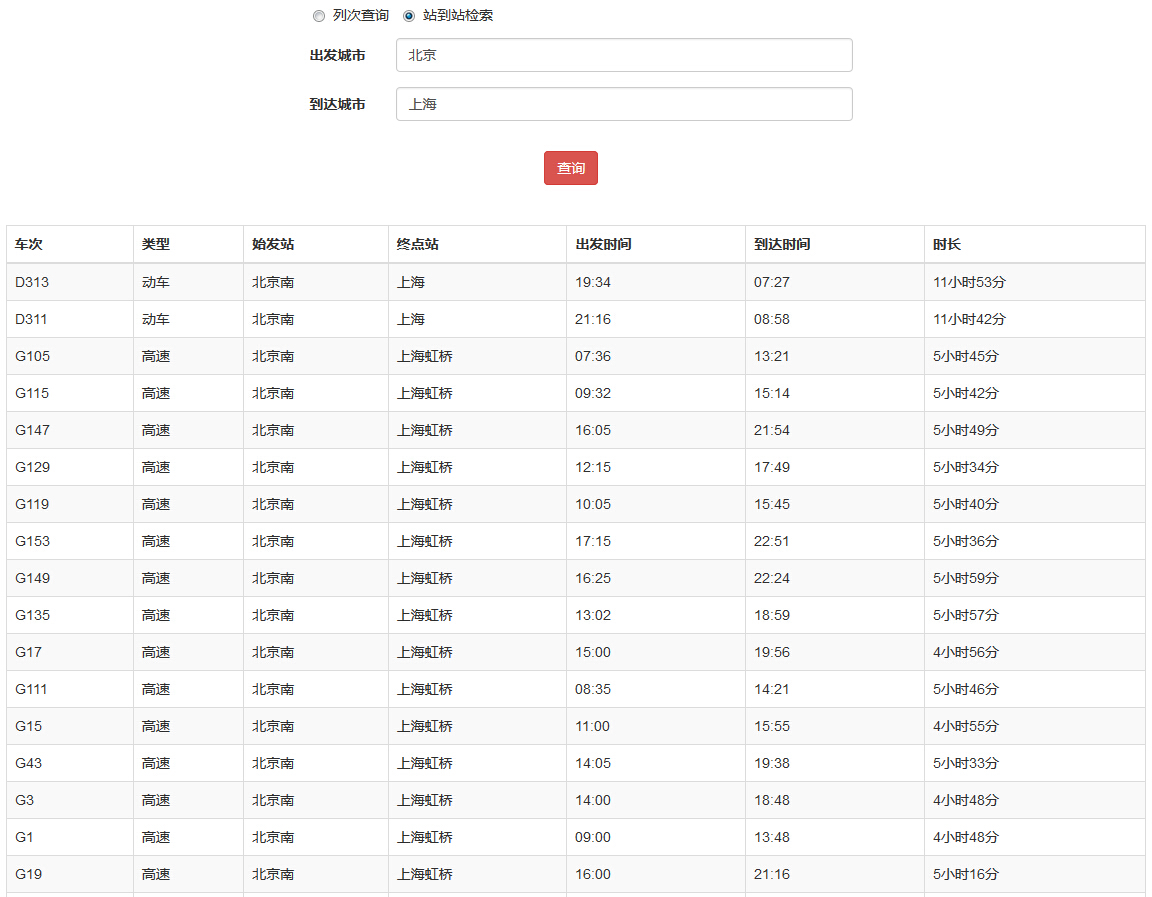 列次查询 站到站检索
出发城市 北京
到达城市 上海
查询
车次 类型 始发站 终点站 出发时间 到达时间 时长
D313 动车 北京南 上海 19:34 07:27 11小时53分
D311 动车 北京南 上海 21:16 08:58 11小时42分
G105 高速 北京南 上海虹桥 07:36 13:21 5小时45分
G115 高速 北京南 上海虹桥 09:32 15:14 5小时42分
G147 高速 北京南 上海虹桥 16:05 21:54 5小时49分
G129 高速 北京南 上海虹桥 12:15 17:49 5小时34分
G119 高速 北京南 上海虹桥 10:05 15:45 5小时40分
G153 高速 北京南 上海虹桥 17:15 22:51 5小时36分
G149 高速 北京南 上海虹桥 16:25 22:24 5小时59分
G135 高速 北京南 上海虹桥 13:02 18:59 5小时57分
G17 高速 北京南 上海虹桥 15:00 19:56 4小时56分
G111 高速 北京南 上海虹桥 08:35 14:21 5小时46分
G15 高速 北京南 上海虹桥 11:00 15:55 4小时55分
G43 高速 北京南 上海虹桥 14:05 19:38 5小时33分
G3 高速 北京南 上海虹桥 14:00 18:48 4小时48分
G1 高速 北京南 上海虹桥 09:00 13:48 4小时48分
G19 高速 北京南 上海虹桥 16:00 21:16 5小时16分